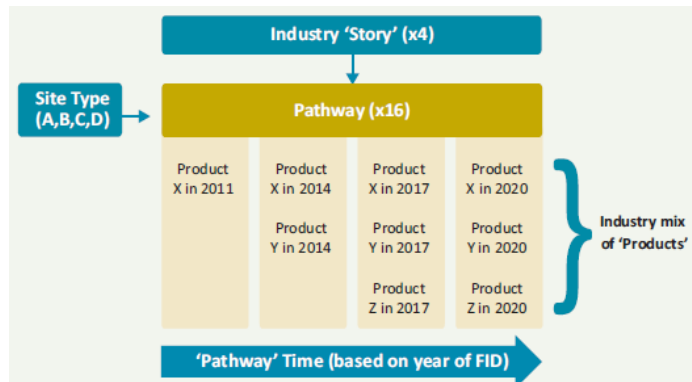 Industry ‘Story’ (x4)
Site Type
(A,B,C,D)
Pathway (x16)
Product
X in 2011
Product
X in 2014
Product
X in 2017
Product
X in 2020
Product
Y in 2014
Product
Y in 2017
Product
Y in 2020
Product
Z in 2017
Product
Z in 2020
Industry mix
of ‘Products’
‘Pathway’ Time (based on year of FID)